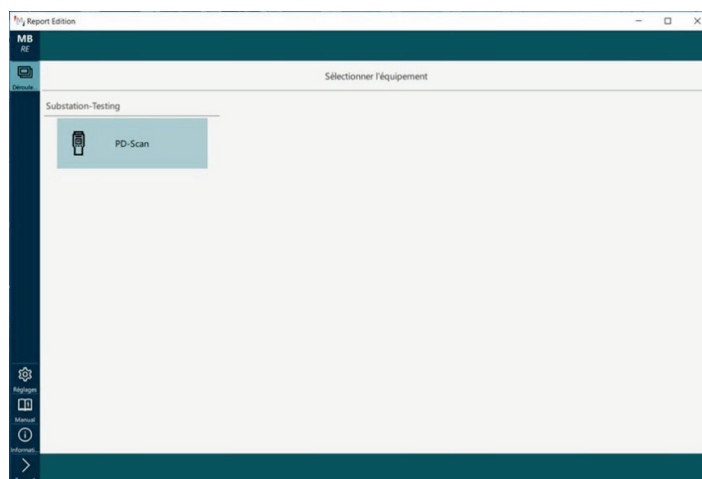 Report Edition
MB
RE
Déroule...
Sélectionner l'équipement
Substation-Testing
PD-Scan
Réglages
Manual
Informati...